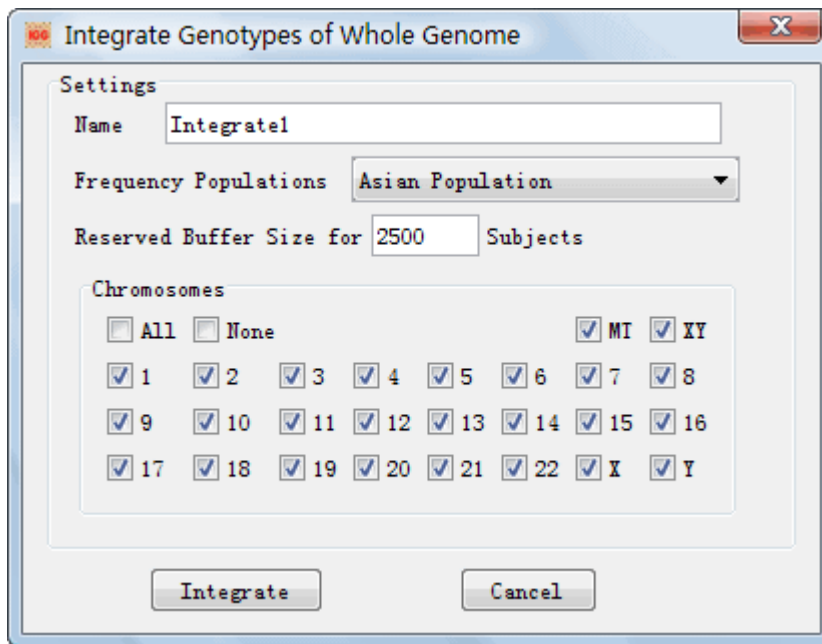 IGG Integrate Genotypes of Whole Genome
Settings
Name Integrate1
Frequency Populations Asian Population
Reserved Buffer Size for 2500 Subjects
Chromosomes
All None MT XY
1 2 3 4 5 6 7 8
9 10 11 12 13 14 15 16
17 18 19 20 21 22 X Y
Integrate Cancel